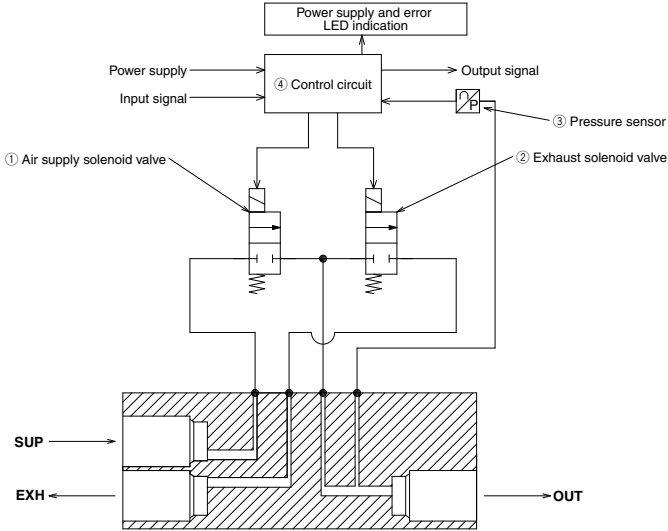 Power supply and error
LED indication
Power supply
④ Control circuit
Output signal
Input signal
P
③ Pressure sensor
① Air supply solenoid valve
② Exhaust solenoid valve
SUP
EXH
OUT